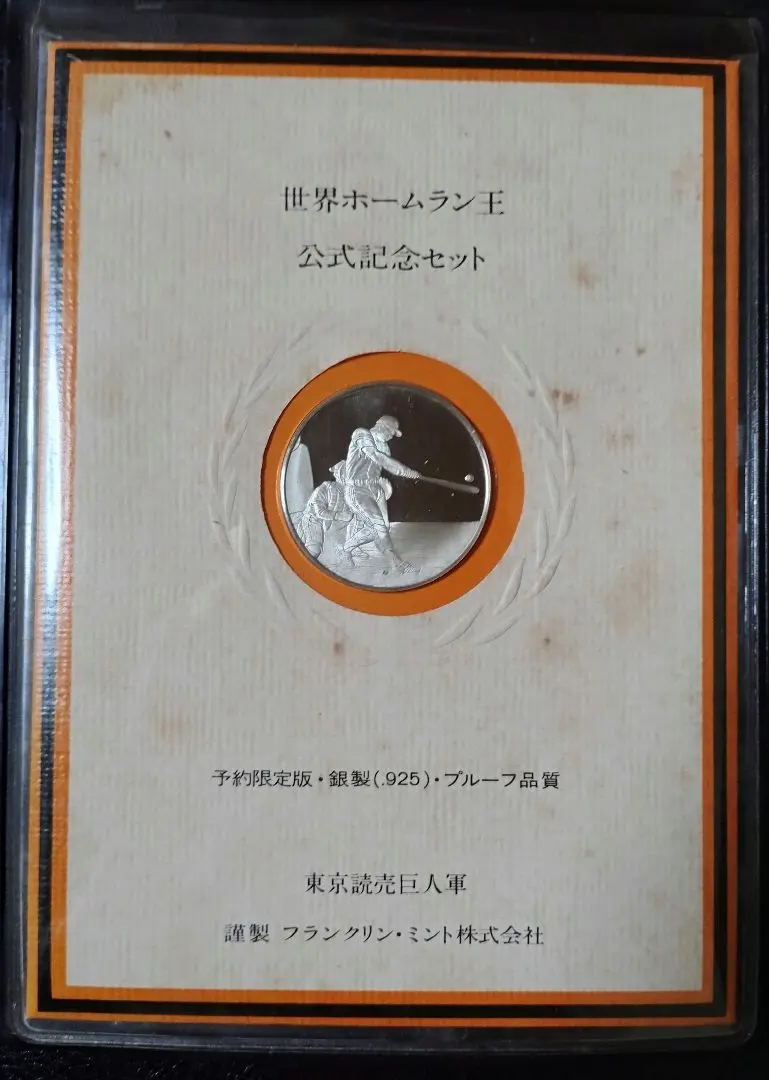 世界ホームラン王
公式記念セット
予約限定版・銀製(.925)・プルーフ品質
東京読売巨人軍
謹製 フランクリン・ミント株式会社